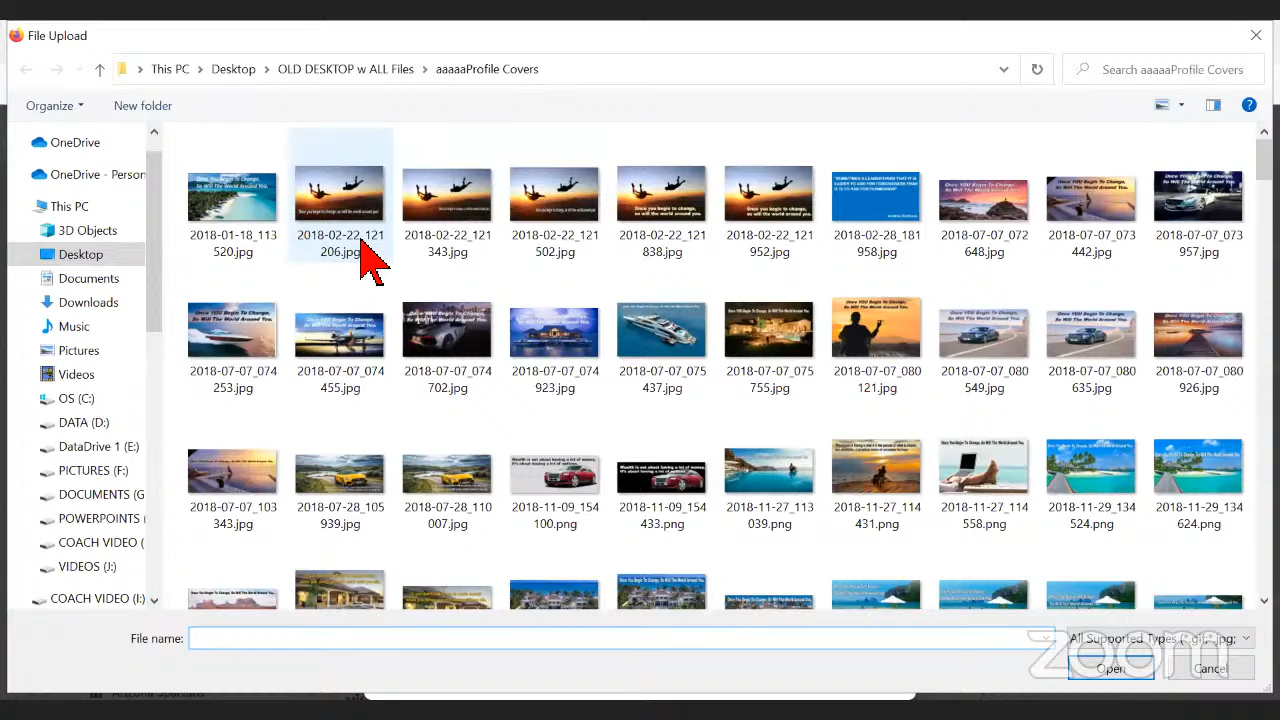 File Upload
This PC
Desktop
OLD DESKTOP w ALL Files
aaaaaProfile Covers
Search aaaaaProfile Covers
Organize
New folder
OneDrive
OneDrive - Person
This PC
3D Objects
Desktop
Documents
Downloads
Music
Pictures
Videos
OS (C:)
DATA (D:)
DataDrive 1 (E:)
PICTURES (F:)
DOCUMENTS (G
POWERPOINTS (
COACH VIDEO (
VIDEOS (J:)
COACH VIDEO
2018-01-18_113
520.jpg
2018-02-22_121
206.jpg
2018-02-22_121
343.jpg
2018-02-22_121
502.jpg
2018-02-22_121
838.jpg
2018-02-22_121
952.jpg
2018-02-28_181
958.jpg
2018-07-07_072
648.jpg
2018-07-07_073
442.jpg
2018-07-07_073
957.jpg
2018-07-07_074
253.jpg
2018-07-07_074
455.jpg
2018-07-07_074
702.jpg
2018-07-07_074
923.jpg
2018-07-07_075
437.jpg
2018-07-07_075
755.jpg
2018-07-07_080
121.jpg
2018-07-07_080
549.jpg
2018-07-07_080
635.jpg
2018-07-07_080
926.jpg
2018-07-07_103
343.jpg
2018-07-28_105
939.jpg
2018-07-28_110
007.jpg
2018-11-09_154
100.png
2018-11-09_154
433.png
2018-11-27_113
039.png
2018-11-27_114
431.png
2018-11-27_114
558.png
2018-11-29_134
524.png
2018-11-29_134
624.png
File name:
All Supported Types (*.gif;*.jpg;
Open
Cancel
zoom